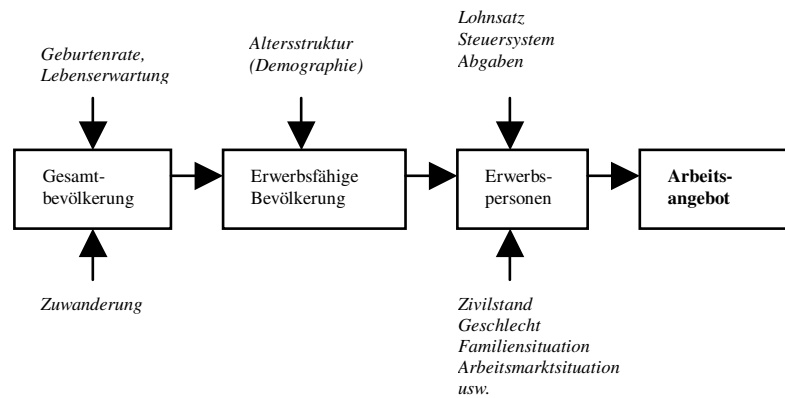 Geburtenrate,
Lebenserwartung
Altersstruktur
(Demographie)
Lohnsatz
Steuersystem
Abgaben
Gesamt-
bevölkerung
Erwerbsfähige
Bevölkerung
Erwerbs-
personen
Arbeits-
angebot
Zuwanderung
Zivilstand
Geschlecht
Familiensituation
Arbeitsmarktsituation
usw.